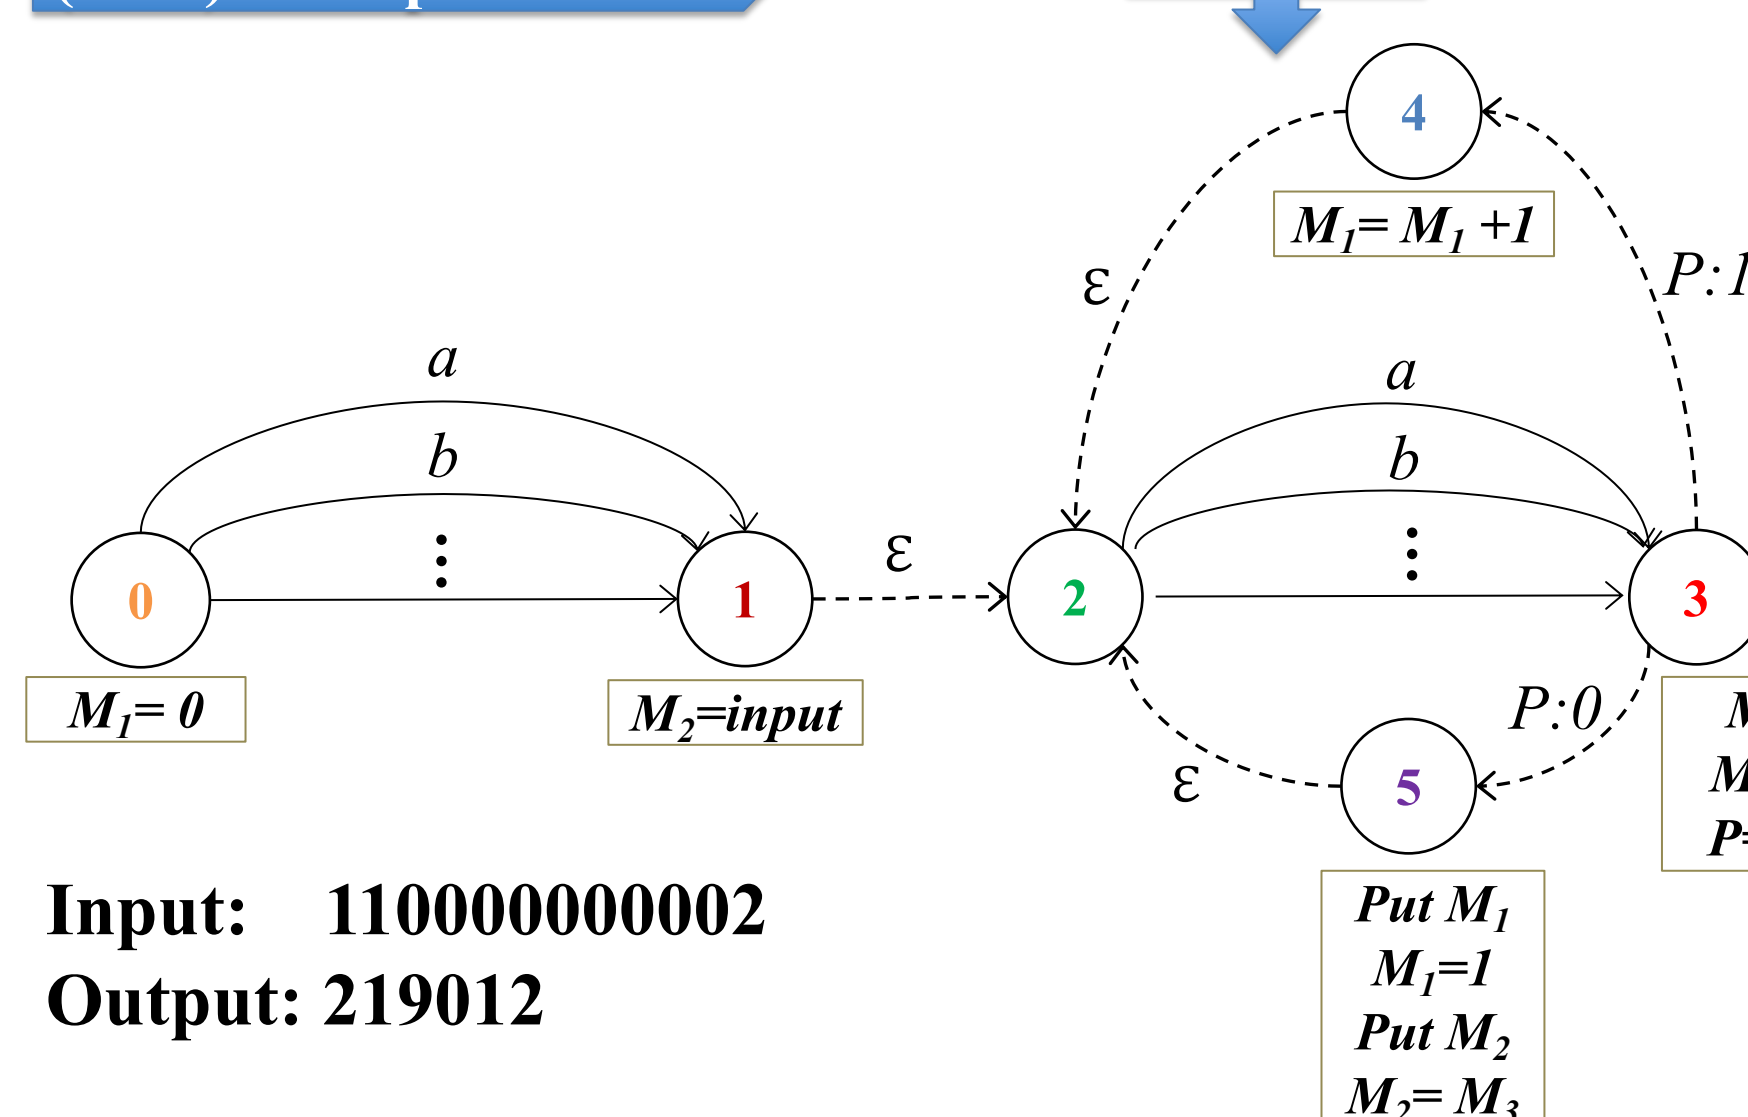 4
M₁= M₁ +1
P:1
ε
a
b
a
b
ε
0
1
2
3
M₁= 0
M₂=input
P:0
ε
5
Put M₁
M₁=1
Put M₂
M₂= M₃
Input: 110000000002
Output: 219012